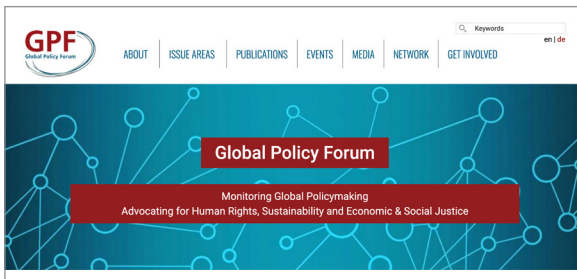 GPF
Global Policy Forum
Keywords
en | de
ABOUT
ISSUE AREAS
PUBLICATIONS
EVENTS
MEDIA
NETWORK
GET INVOLVED
Global Policy Forum
Monitoring Global Policymaking
Advocating for Human Rights, Sustainability and Economic & Social Justice